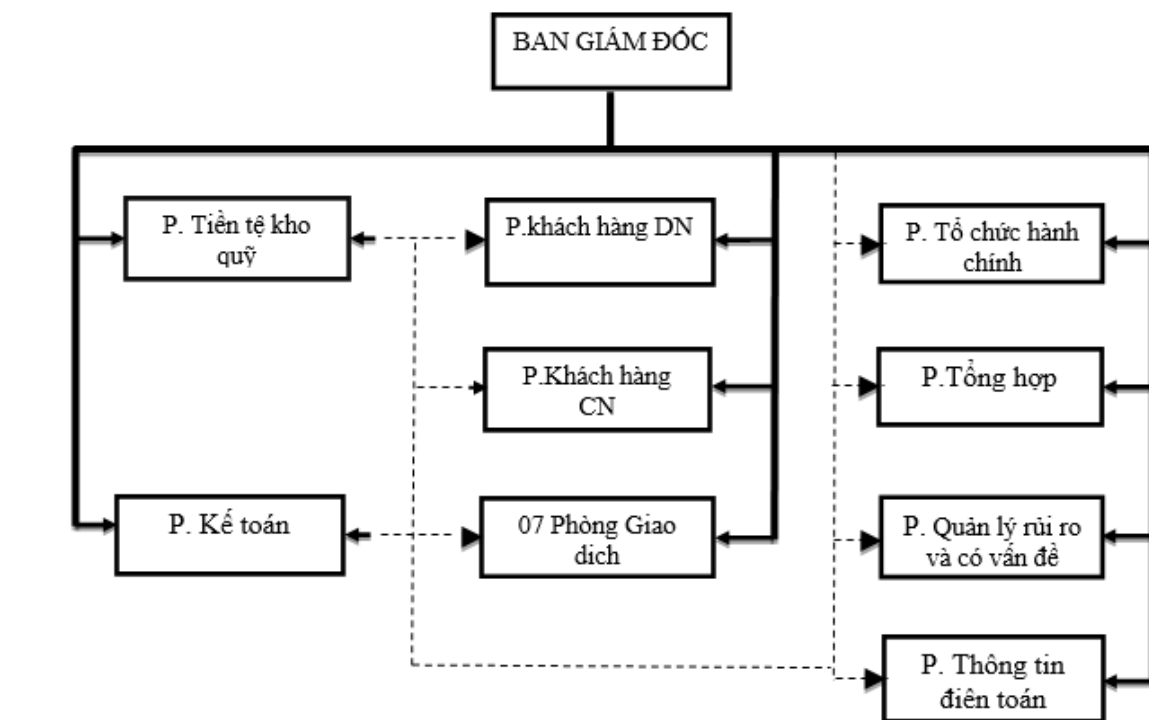 BAN GIÁM ĐỐC
P. Tiền tệ kho
quỹ
P.khách hàng DN
P. Tổ chức hành
chính
P.Khách hàng
CN
P.Tổng hợp
P. Kế toán
07 Phòng Giao
dich
P. Quản lý rủi ro
và có vấn đề
P. Thông tin
điên toán